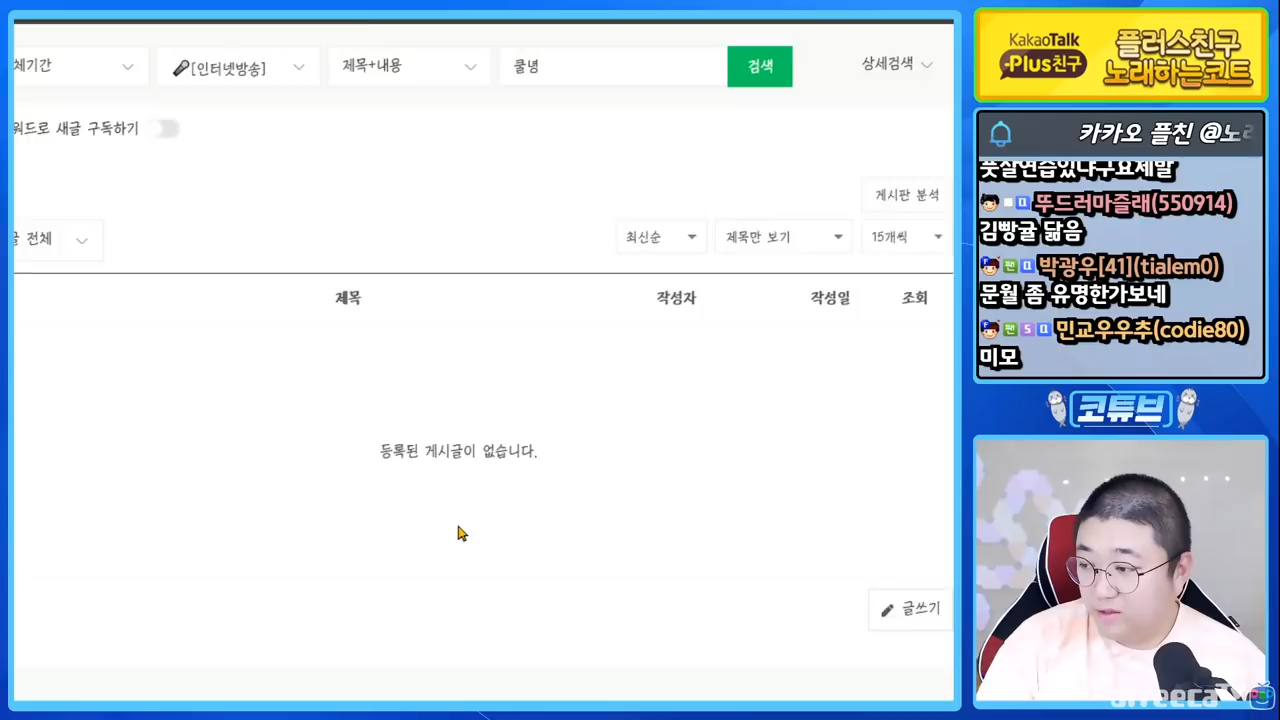 체기간
[인터넷방송]
제목+내용
쿨녕
검색
상세검색
워드로 새글 구독하기
게시판 분석
글 전체
최신순
제목만 보기
15개씩
제목
작성자
작성일
조회
등록된 게시글이 없습니다.
글쓰기
KakaoTalk
Plus친구
플러스친구
노래하는코트
카카오 플친 @노래
풋살연습있냐구요제발
뚜드러마즐래(550914)
김빵귤 닮음
F 팬 박광우[41](tialem0)
문월 좀 유명한가보네
F 팬 S 민교우우추(codie80)
미모
코튜브
afreecaTV